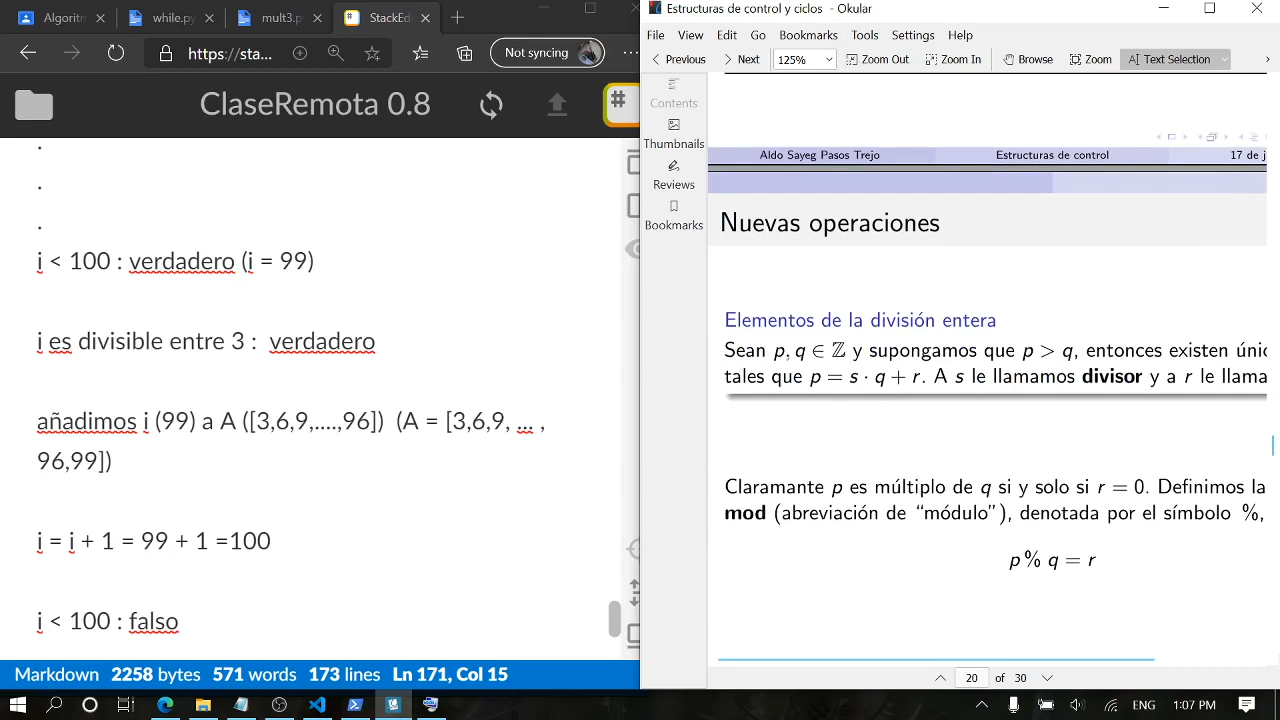 Algoritm
while.py
mult3.p
StackEd
https://sta...
Not syncing
ClaseRemota 0.8
.
.
.
i < 100 : verdadero (i = 99)
i es divisible entre 3 : verdadero
añadimos i (99) a A ([3,6,9,....,96]) (A = [3,6,9, ... ,
96,99])
i = i + 1 = 99 + 1 =100
i < 100 : falso
Markdown 2258 bytes 571 words 173 lines Ln 171, Col 15
Estructuras de control y ciclos - Okular
File View Edit Go Bookmarks Tools Settings Help
Previous Next 125% Zoom Out Zoom In Browse Zoom Text Selection
Contents
Thumbnails
Reviews
Bookmarks
Aldo Sayeg Pasos Trejo Estructuras de control 17 de j
Nuevas operaciones
Elementos de la división entera
Sean p, q ∈ ℤ y supongamos que p > q, entonces existen únic
tales que p = s · q + r. A s le llamamos divisor y a r le llama
Claramante p es múltiplo de q si y solo si r = 0. Definimos la
mod (abreviación de “módulo”), denotada por el símbolo %,
p % q = r
20 of 30
1:07 PM